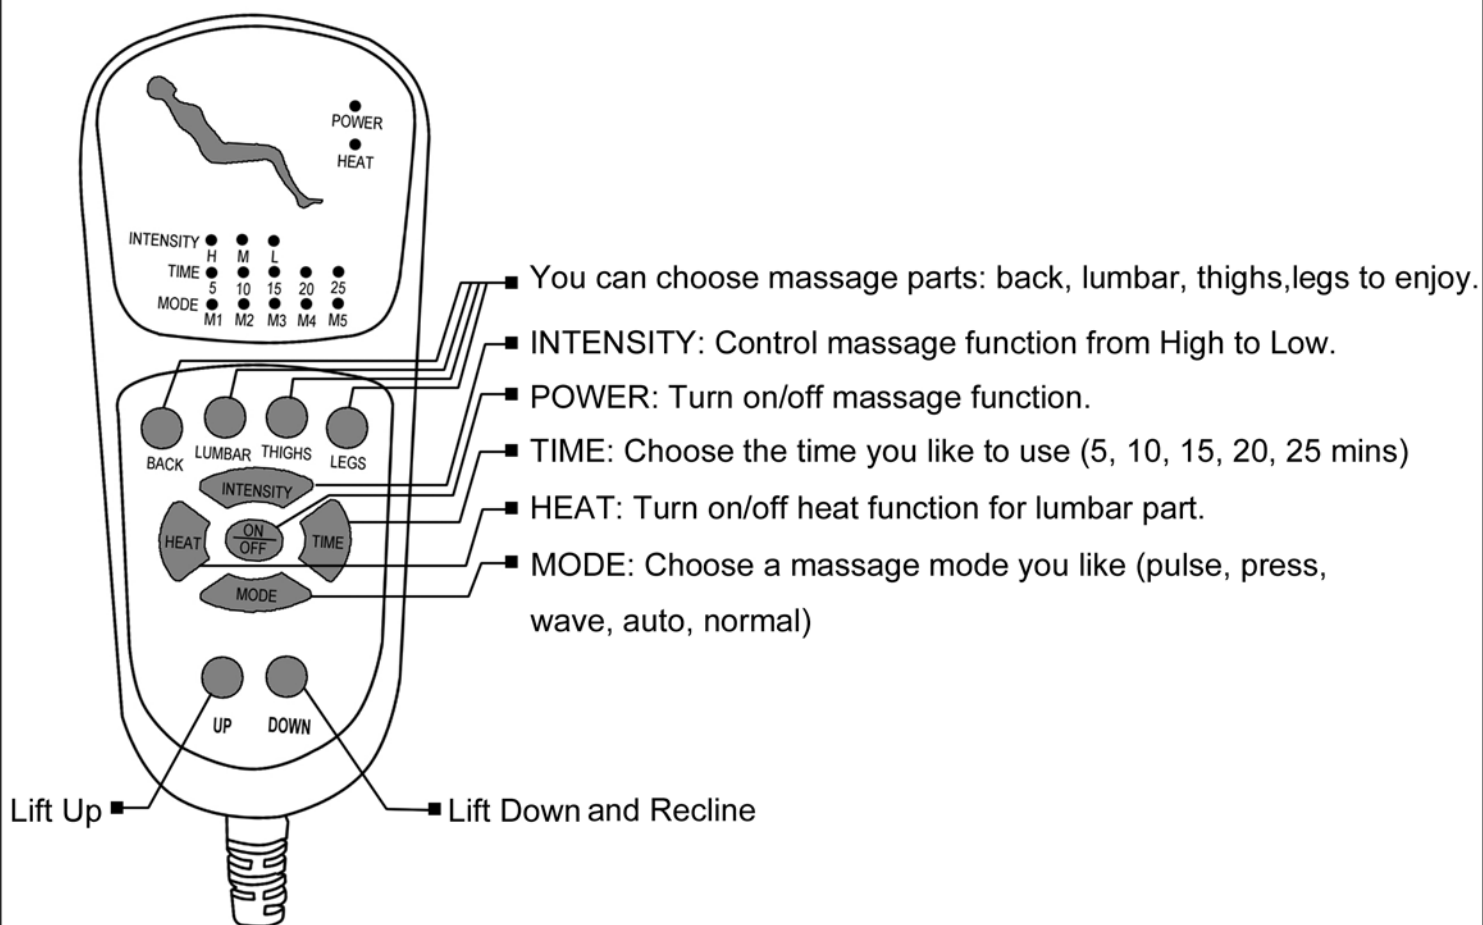 POWER
HEAT
INTENSITY
H M L
TIME
5 10 15 20 25
MODE
M1 M2 M3 M4 M5
You can choose massage parts: back, lumbar, thighs,legs to enjoy.
INTENSITY: Control massage function from High to Low.
POWER: Turn on/off massage function.
TIME: Choose the time you like to use (5, 10, 15, 20, 25 mins)
HEAT: Turn on/off heat function for lumbar part.
MODE: Choose a massage mode you like (pulse, press,
wave, auto, normal)
BACK LUMBAR THIGHS LEGS
INTENSITY
HEAT ON OFF TIME
MODE
UP DOWN
Lift Up
Lift Down and Recline